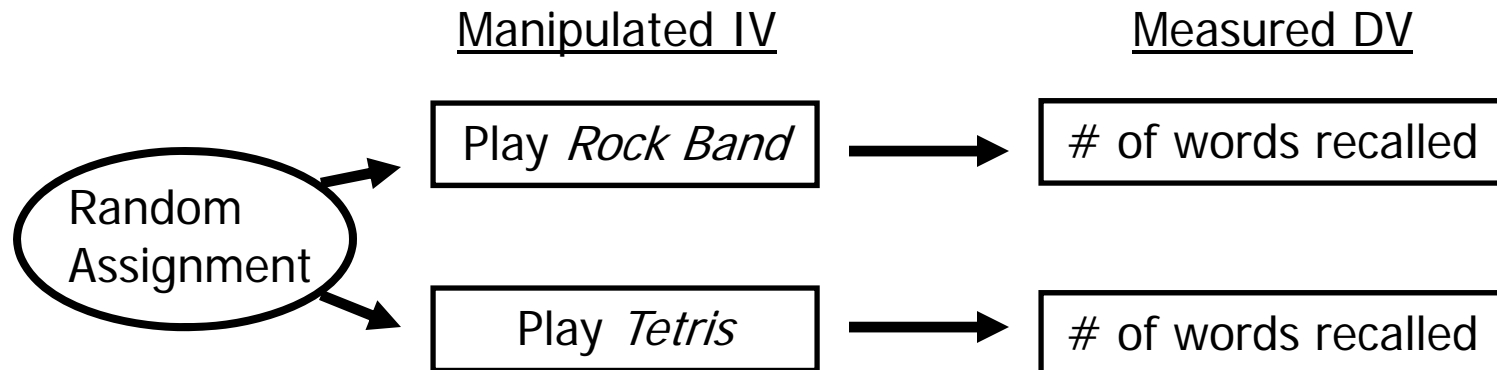 Manipulated IV
Measured DV
Play Rock Band
# of words recalled
Random
Assignment
Play Tetris
# of words recalled